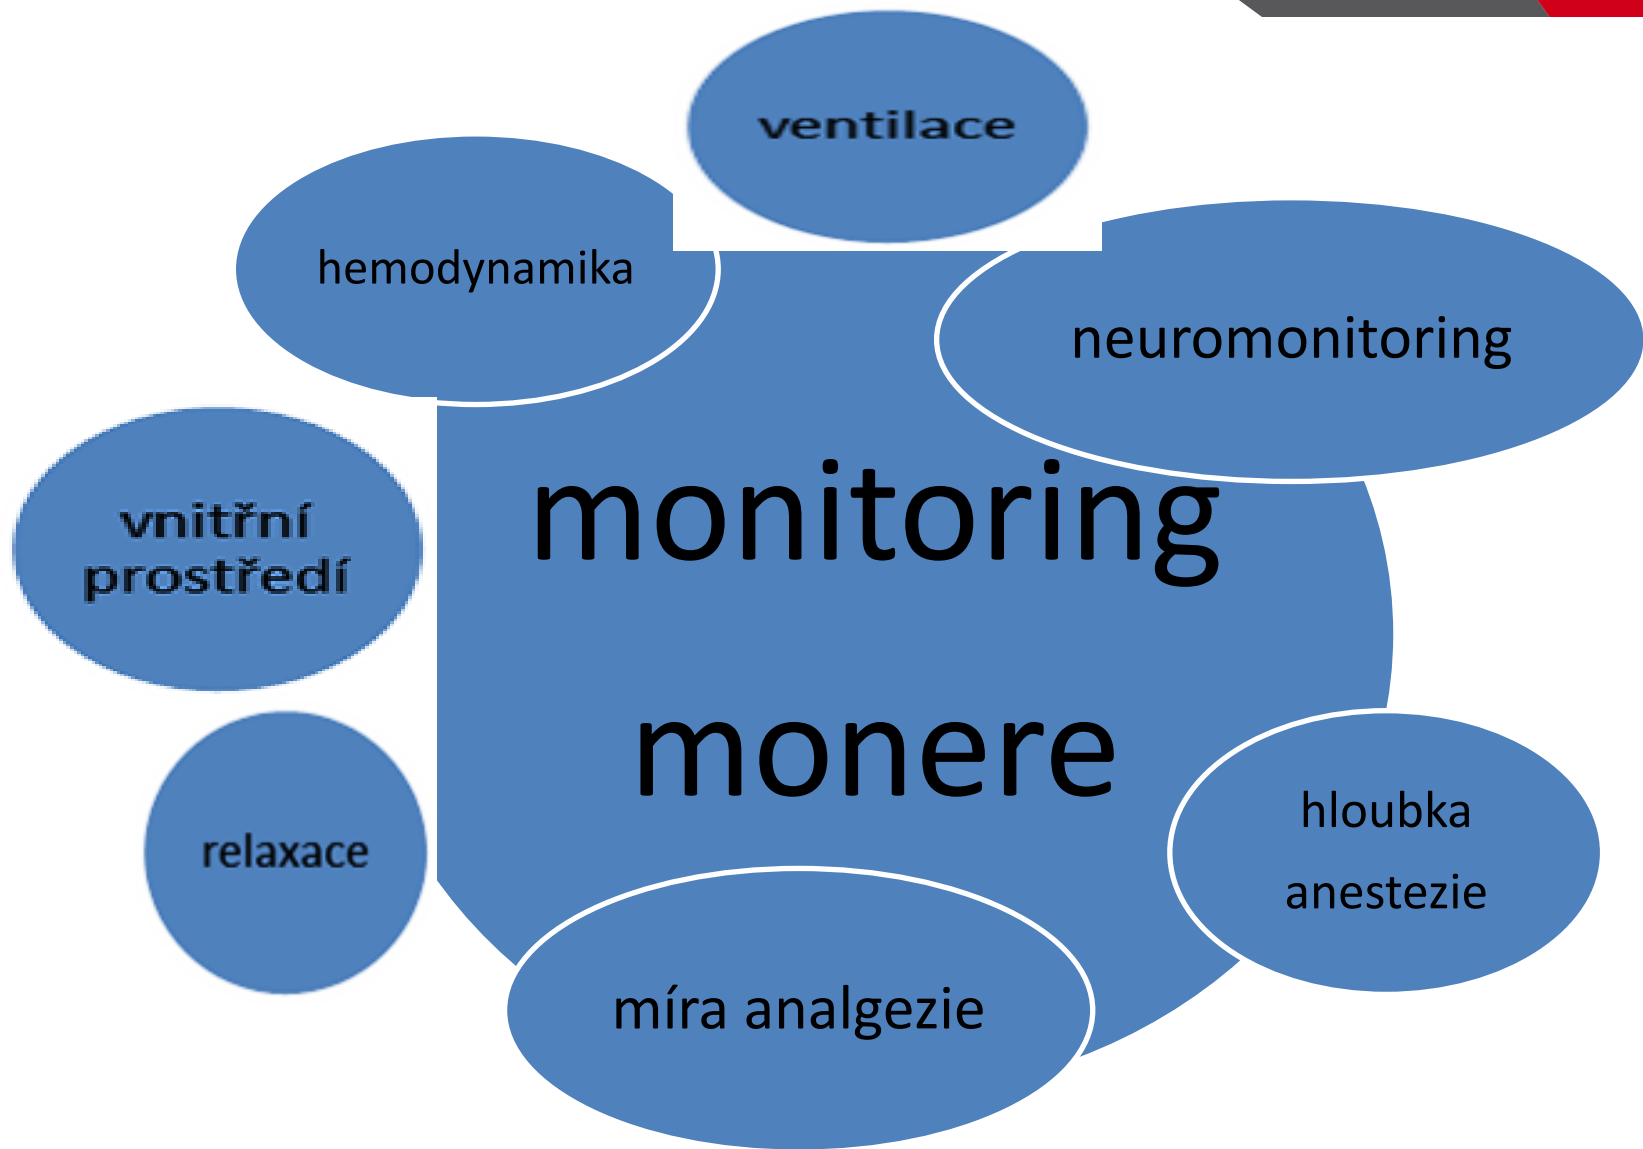 ventilace
hemodynamika
neuromonitoring
vnitřní
prostředí
monitoring
monere
relaxace
hloubka
anestezie
míra analgezie